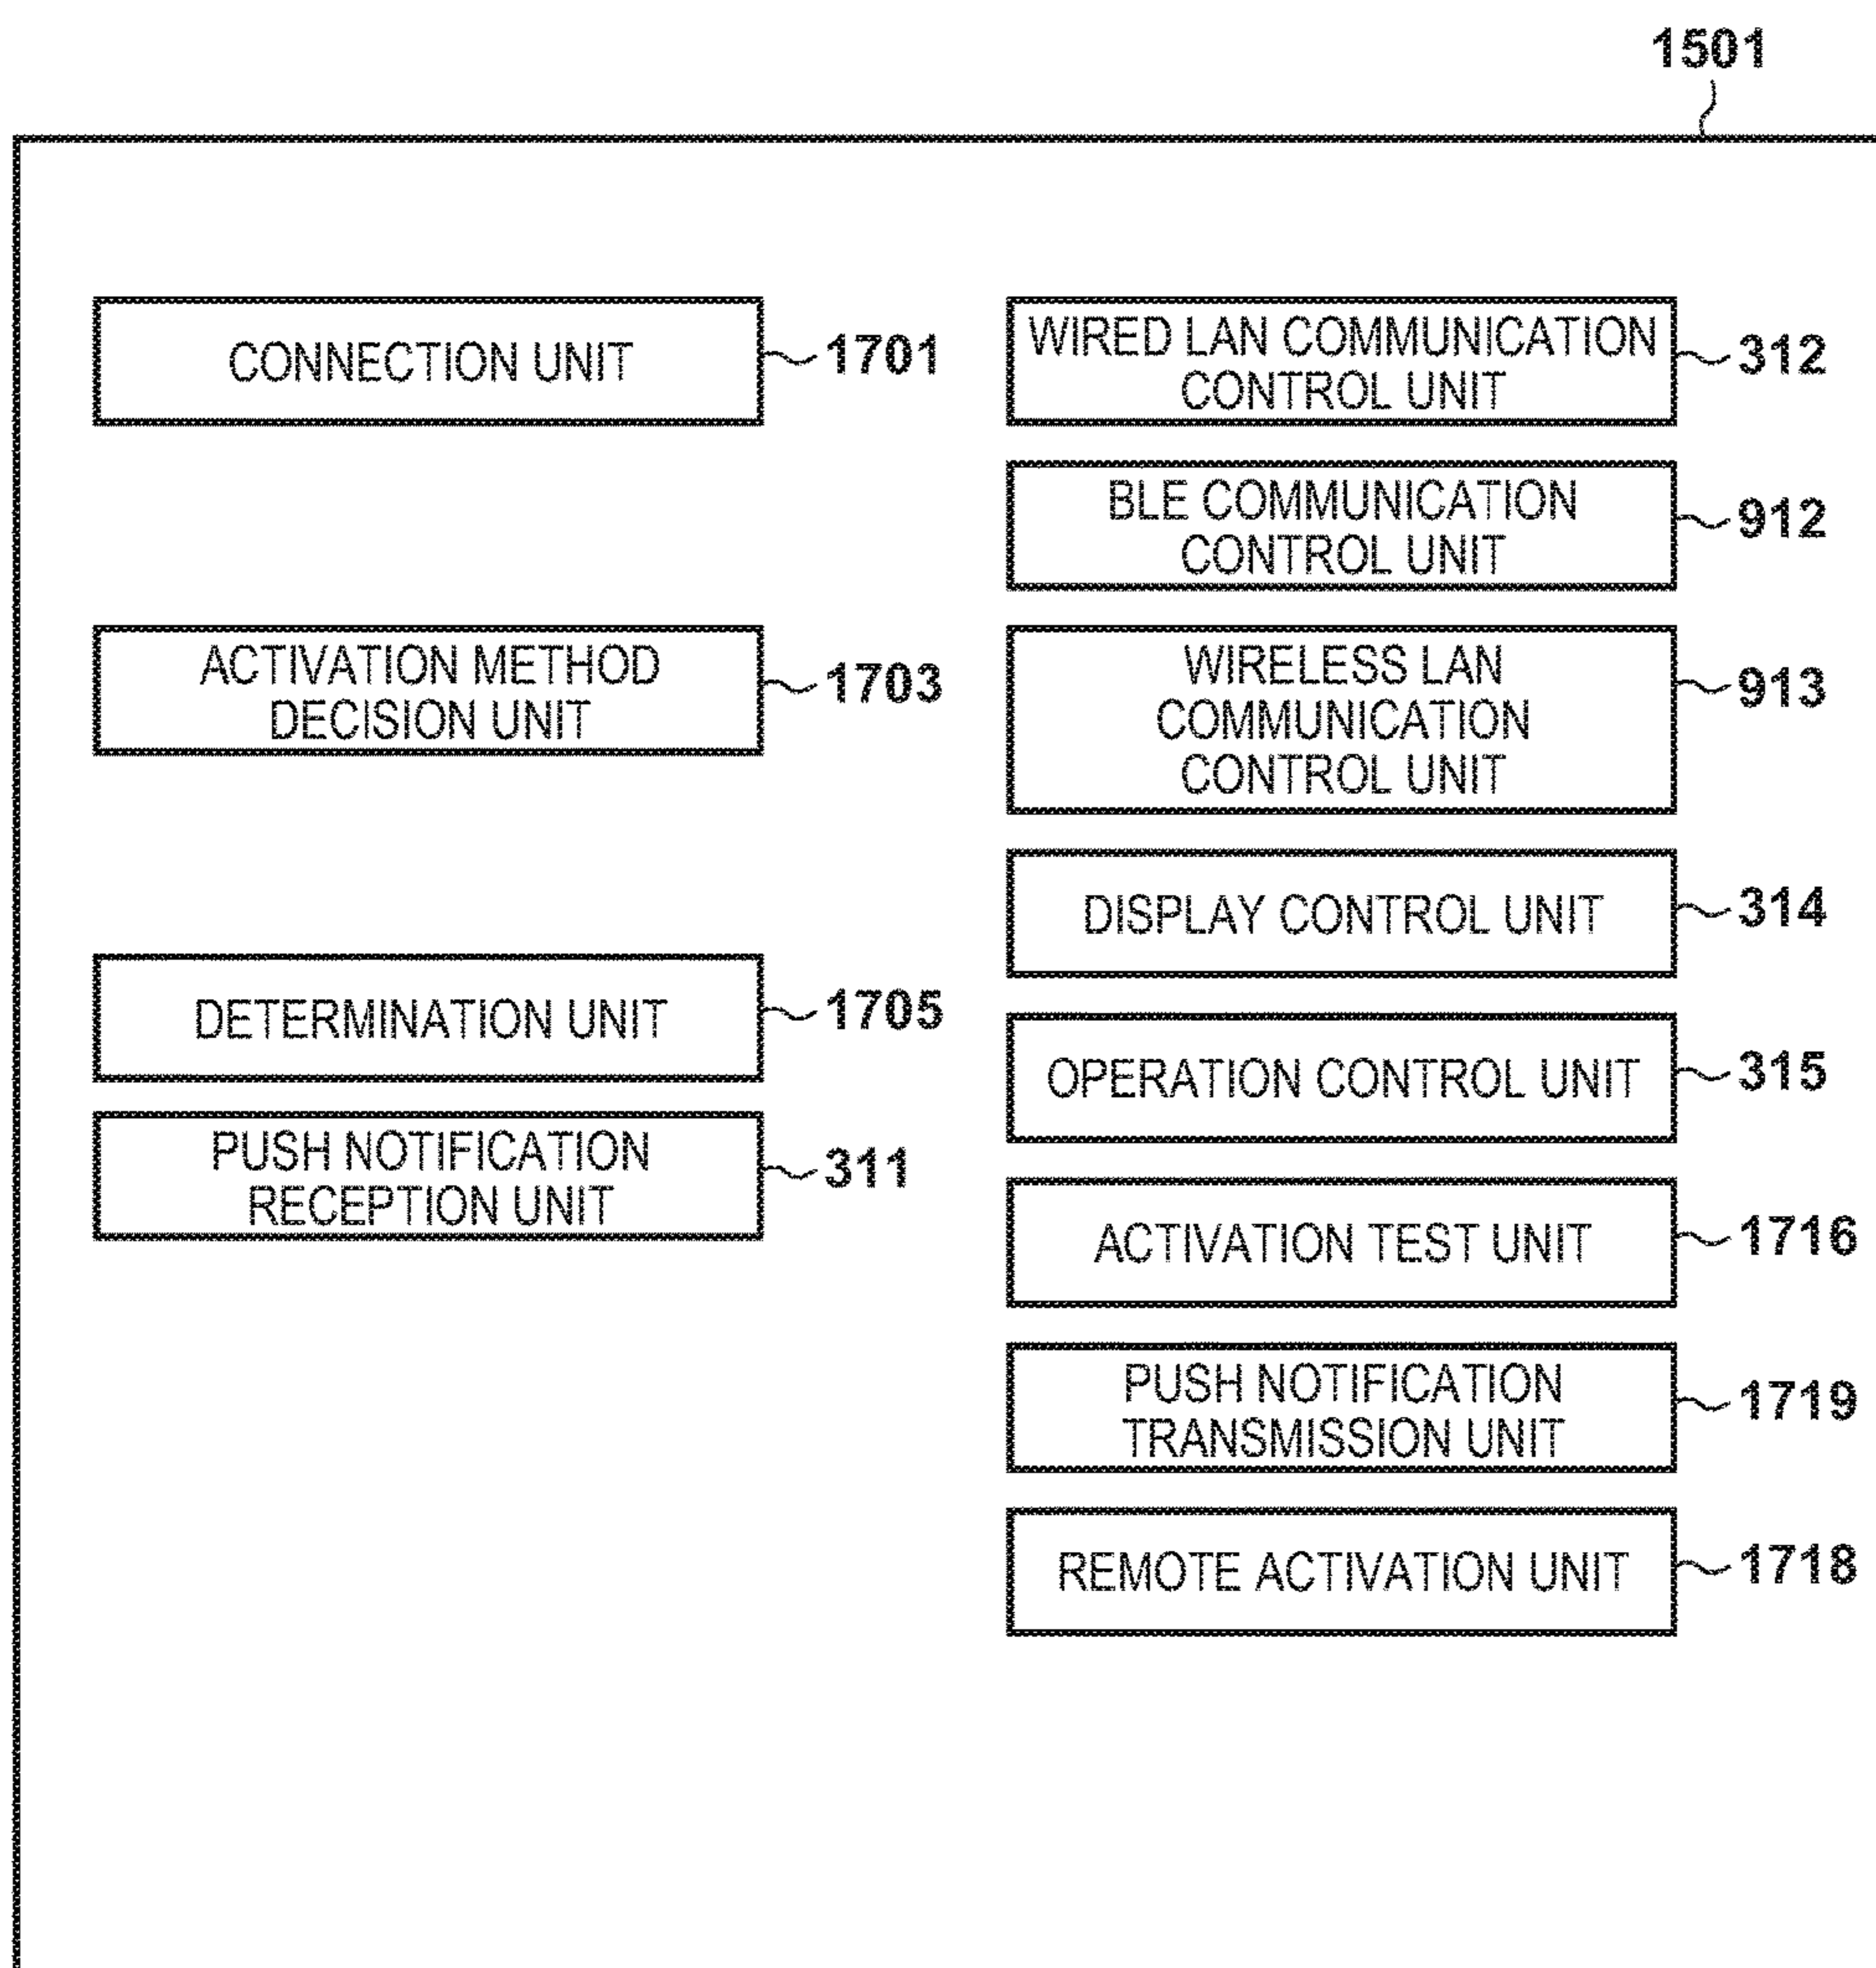 1501
CONNECTION UNIT
1701
ACTIVATION METHOD
DECISION UNIT
1703
DETERMINATION UNIT
1705
PUSH NOTIFICATION
RECEPTION UNIT
311
WIRED LAN COMMUNICATION
CONTROL UNIT
312
BLE COMMUNICATION
CONTROL UNIT
912
WIRELESS LAN
COMMUNICATION
CONTROL UNIT
913
DISPLAY CONTROL UNIT
314
OPERATION CONTROL UNIT
315
ACTIVATION TEST UNIT
1716
PUSH NOTIFICATION
TRANSMISSION UNIT
1719
REMOTE ACTIVATION UNIT
1718